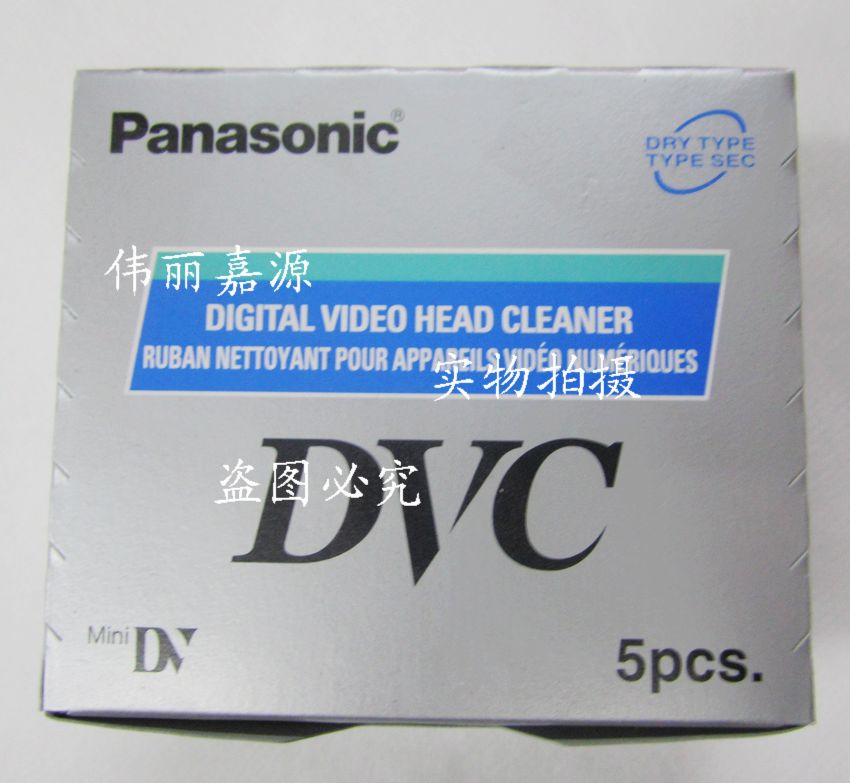 Panasonic®
DRY TYPE
TYPE SEC
伟丽嘉源
DIGITAL VIDEO HEAD CLEANER
RUBAN NETTOYANT POUR APPAREILS VIDÉO NUMÉRIQUES
实物拍摄
盗图必究
DVC
Mini DV
5pcs.